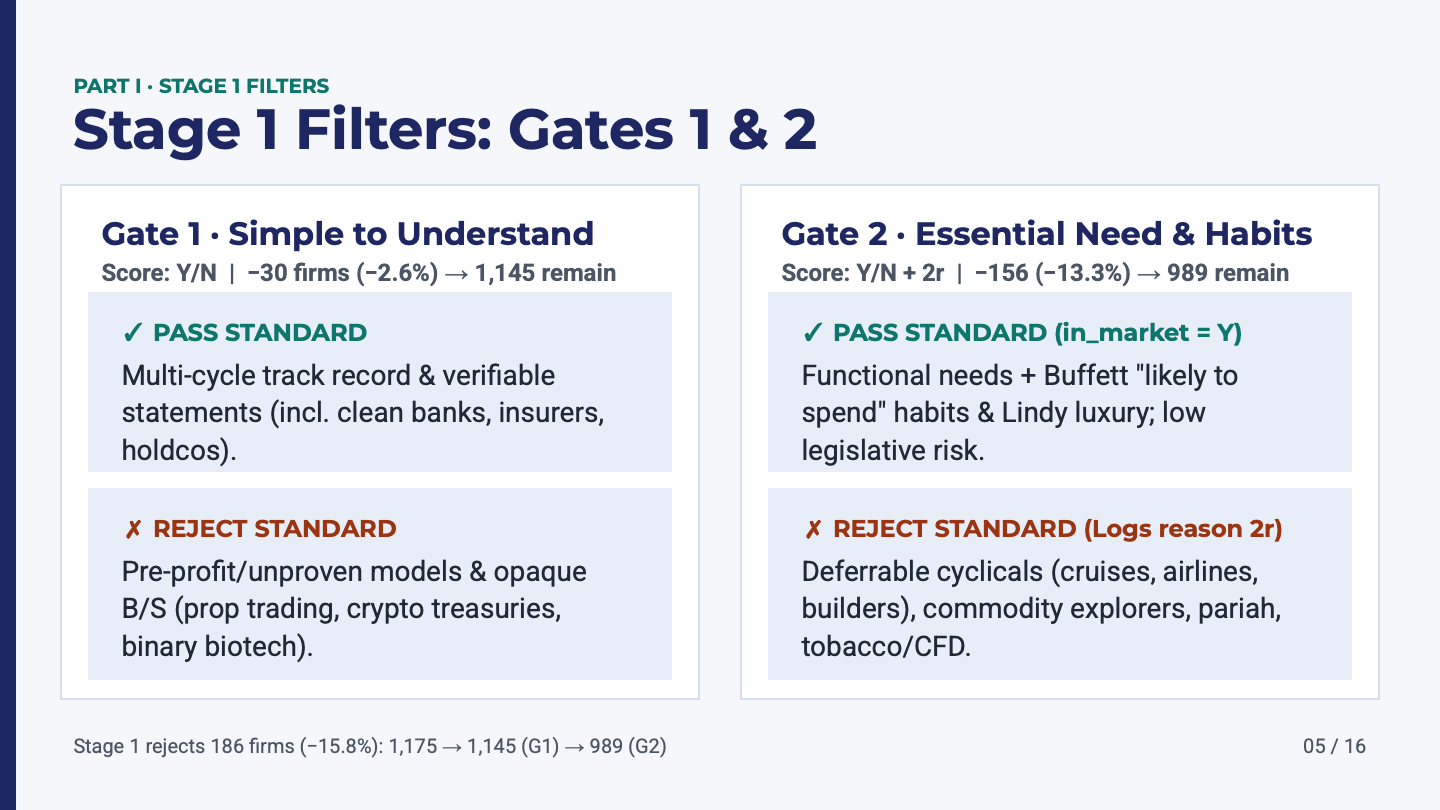 PART I · STAGE 1 FILTERS
Stage 1 Filters: Gates 1 & 2
Gate 1 · Simple to Understand
Score: Y/N | −30 firms (−2.6%) → 1,145 remain
✓ PASS STANDARD
Multi-cycle track record & verifiable
statements (incl. clean banks, insurers,
holdcos).
✗ REJECT STANDARD
Pre-profit/unproven models & opaque
B/S (prop trading, crypto treasuries,
binary biotech).
Gate 2 · Essential Need & Habits
Score: Y/N + 2r | −156 (−13.3%) → 989 remain
✓ PASS STANDARD (in_market = Y)
Functional needs + Buffett "likely to
spend" habits & Lindy luxury; low
legislative risk.
✗ REJECT STANDARD (Logs reason 2r)
Deferrable cyclicals (cruises, airlines,
builders), commodity explorers, pariah,
tobacco/CFD.
Stage 1 rejects 186 firms (−15.8%): 1,175 → 1,145 (G1) → 989 (G2)
05 / 16